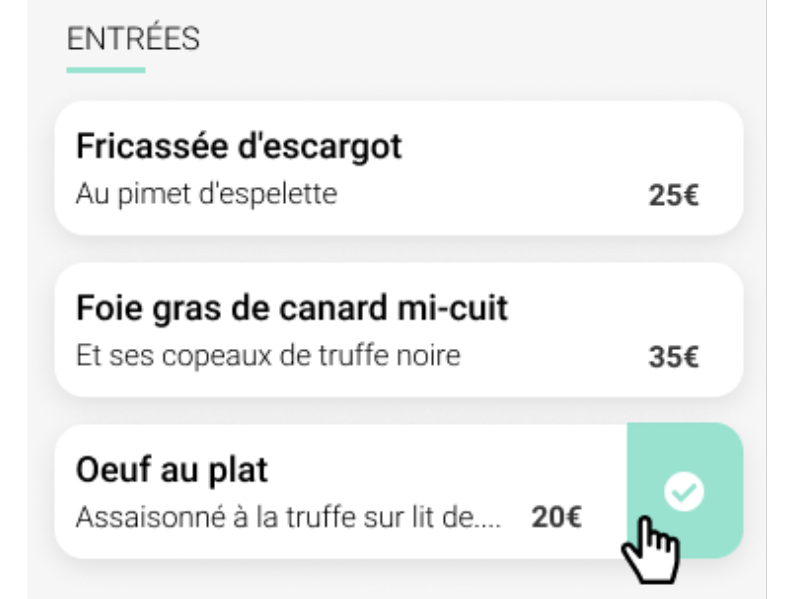 ENTRÉES
Fricassée d'escargot
Au pimet d'espelette 25€
Foie gras de canard mi-cuit
Et ses copeaux de truffe noire 35€
Oeuf au plat
Assaisonné à la truffe sur lit de.... 20€